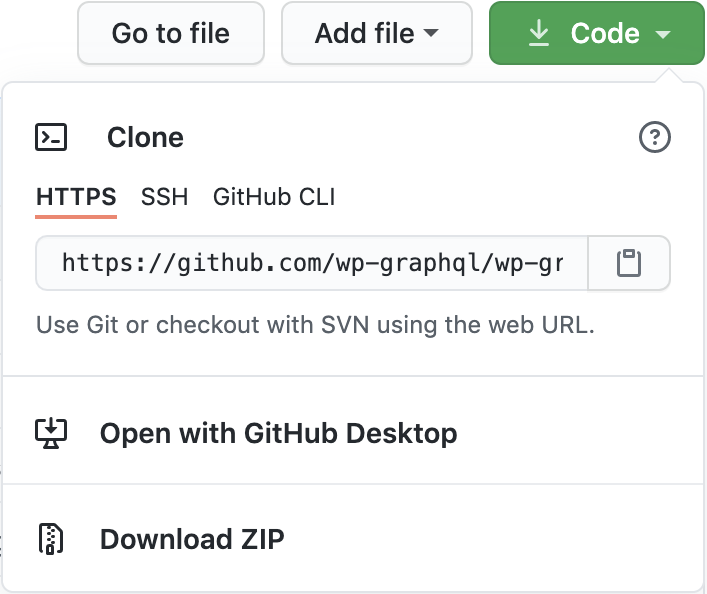 Go to file
Add file
Code
Clone
HTTPS
SSH
GitHub CLI
https://github.com/wp-graphql/wp-gr
Use Git or checkout with SVN using the web URL.
Open with GitHub Desktop
Download ZIP